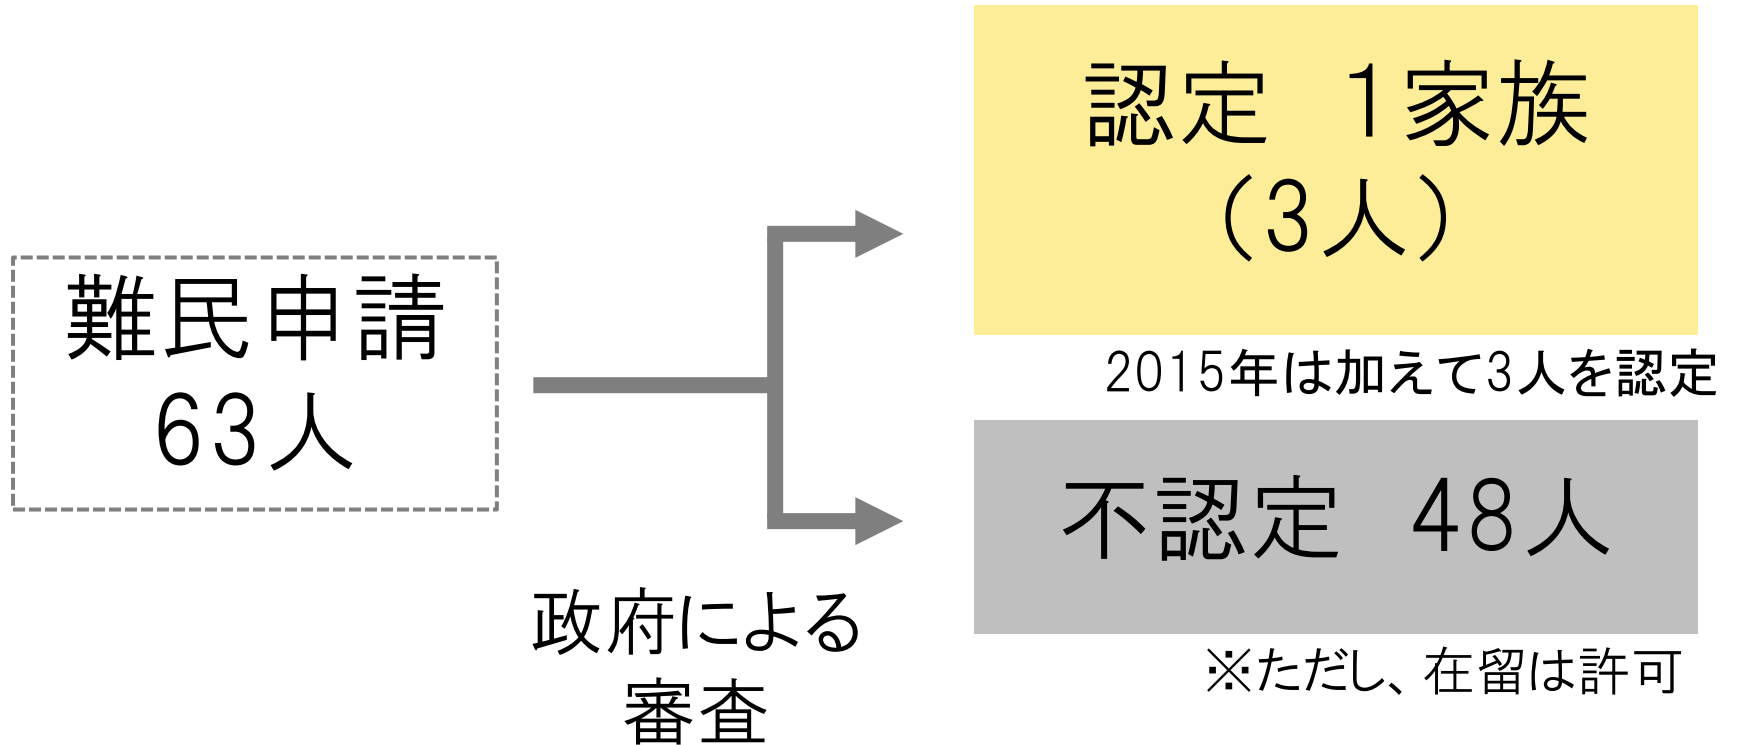 難民申請
63人
政府による
審査
認定　1家族
（3人）
2015年は加えて3人を認定
不認定　48人
※ただし、在留は許可